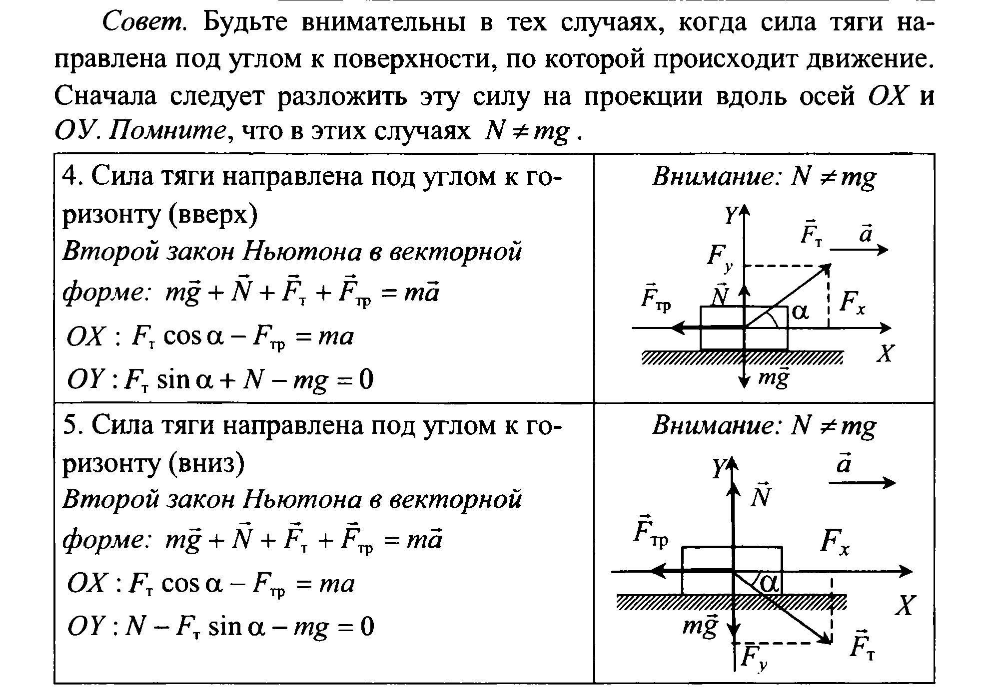 Совет. Будьте внимательны в тех случаях, когда сила тяги на-
правлена под углом к поверхности, по которой происходит движение.
Сначала следует разложить эту силу на проекции вдоль осей OX и
ОУ. Помните, что в этих случаях N ≠ mg .
4. Сила тяги направлена под углом к го-
ризонту (вверх)
Второй закон Ньютона в векторной
форме: mg⃗ + N⃗ + F⃗т + F⃗тр = ma⃗
OX : Fт cos α − Fтр = ma
OY : Fт sin α + N − mg = 0
Внимание: N ≠ mg
Y
F⃗т
a⃗
Fy
F⃗тр
N⃗
α
Fx
X
mg⃗
5. Сила тяги направлена под углом к го-
ризонту (вниз)
Второй закон Ньютона в векторной
форме: mg⃗ + N⃗ + F⃗т + F⃗тр = ma⃗
OX : Fт cos α − Fтр = ma
OY : N − Fт sin α − mg = 0
Внимание: N ≠ mg
Y
a⃗
N⃗
F⃗тр
Fx
α
X
mg⃗
Fy
F⃗т